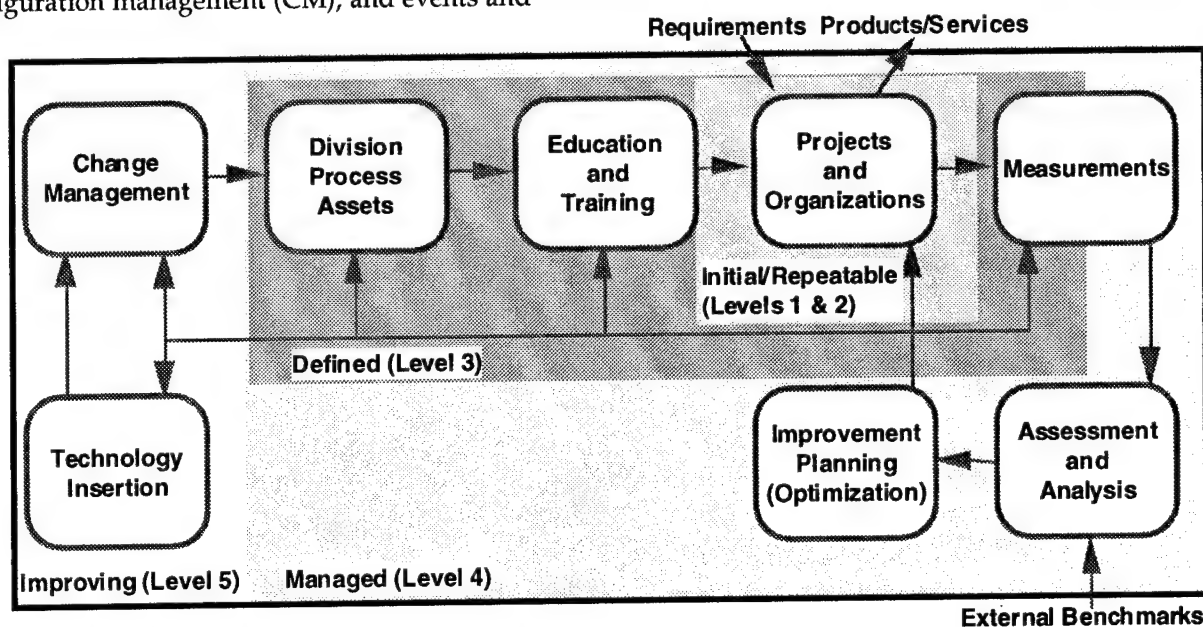 figuration management (CM), and events and
Requirements Products/Services
Change
Management
Division
Process
Assets
Education
and
Training
Projects
and
Organizations
Measurements
Initial/Repeatable
(Levels 1 & 2)
Defined (Level 3)
Technology
Insertion
Improvement
Planning
(Optimization)
Assessment
and
Analysis
Improving (Level 5)
Managed (Level 4)
External Benchmarks